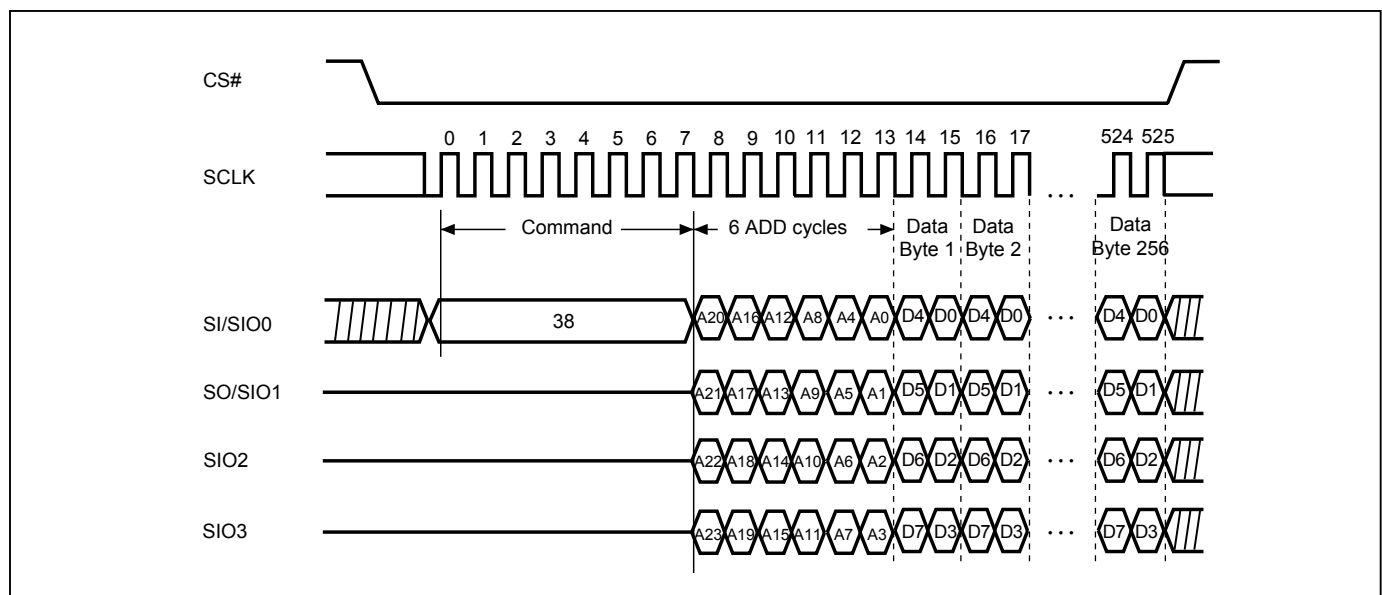 CS#
0 1 2 3 4 5 6 7 8 9 10 11 12 13 14 15 16 17 524 525
SCLK
...
Command 6 ADD cycles Data Byte 1 Data Byte 2 Data Byte 256
SI/SIO0 38 A20 A16 A12 A8 A4 A0 D4 D0 D4 D0 ... D4 D0
SO/SIO1 A21 A17 A13 A9 A5 A1 D5 D1 D5 D1 ... D5 D1
SIO2 A22 A18 A14 A10 A6 A2 D6 D2 D6 D2 ... D6 D2
SIO3 A23 A19 A15 A11 A7 A3 D7 D3 D7 D3 ... D7 D3